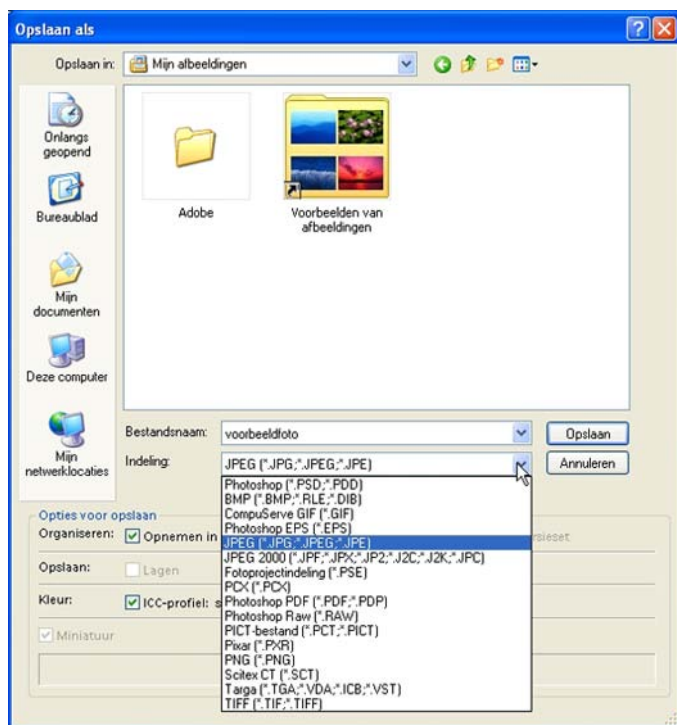 Opslaan als
Opslaan in: Mijn afbeeldingen
Onlangs
geopend
Bureaublad
Mijn
documenten
Deze computer
Mijn
netwerklocaties
Adobe
Voorbeelden van
afbeeldingen
Bestandsnaam: voorbeeldfoto
Opslaan
Indeling: JPEG (*.JPG;*.JPEG;*.JPE)
Annuleren
Photoshop (*.PSD;*.PDD)
BMP (*.BMP;*.RLE;*.DIB)
CompuServe GIF (*.GIF)
Photoshop EPS (*.EPS)
JPEG (*.JPG;*.JPEG;*.JPE)
JPEG 2000 (*.JPF;*.JPX;*.JP2;*.J2C;*.J2K;*.JPC)
Fotoprojectindeling (*.PSE)
PCX (*.PCX)
Photoshop PDF (*.PDF;*.PDP)
Photoshop Raw (*.RAW)
PICT-bestand (*.PCT;*.PICT)
Pixar (*.PXR)
PNG (*.PNG)
Scitex CT (*.SCT)
Targa (*.TGA;*.VDA;*.ICB;*.VST)
TIFF (*.TIF;*.TIFF)
Opties voor opslaan
Organiseren: Opnemen in
Opslaan: Lagen
Kleur: ICC-profiel:
Miniatuur